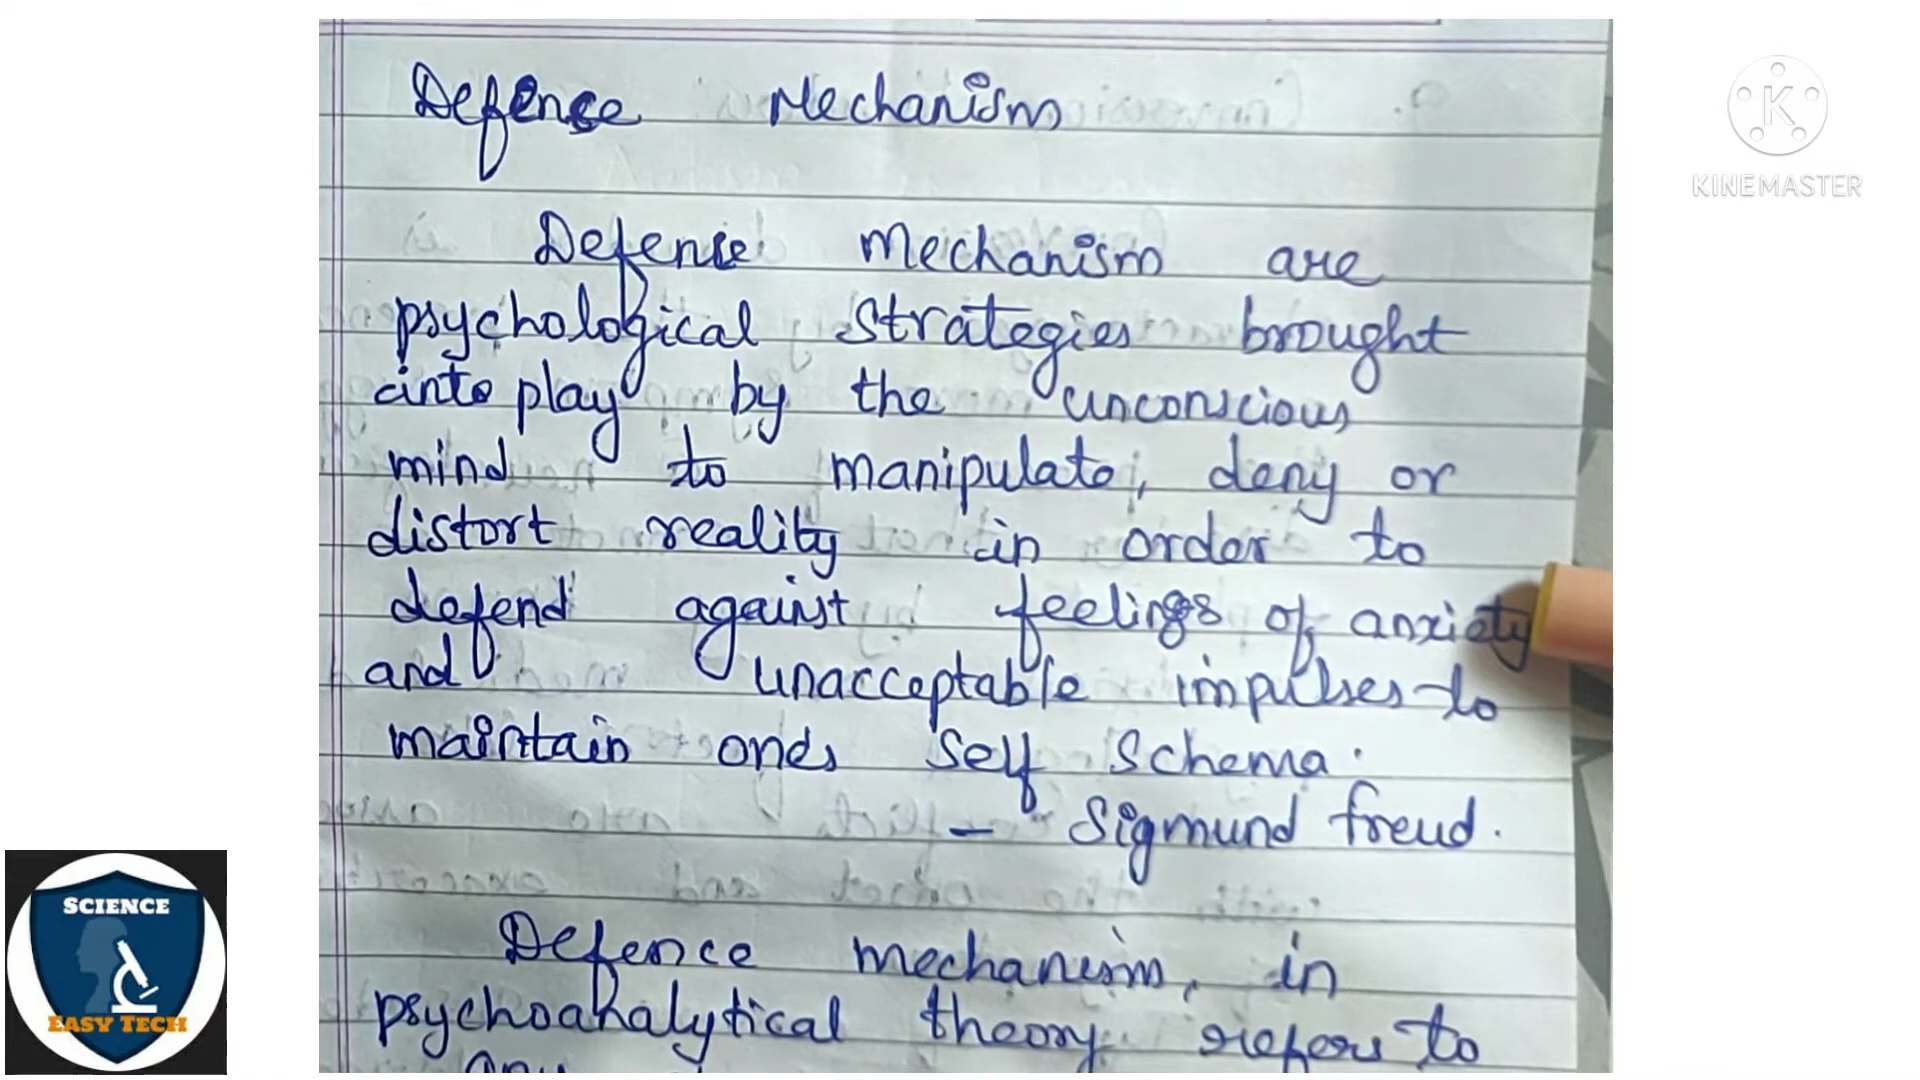 Defence Mechanism
Defense Mechanism are
psychological strategies brought
into play by the unconscious
mind to manipulate, deny or
distort reality in order to
defend against feelings of anxiety
and unacceptable impulses to
maintain ones self schema.
- Sigmund freud.
Defence mechanism, in
psychoanalytical theory refers to
any
K
KINEMASTER
SCIENCE
EASY TECH